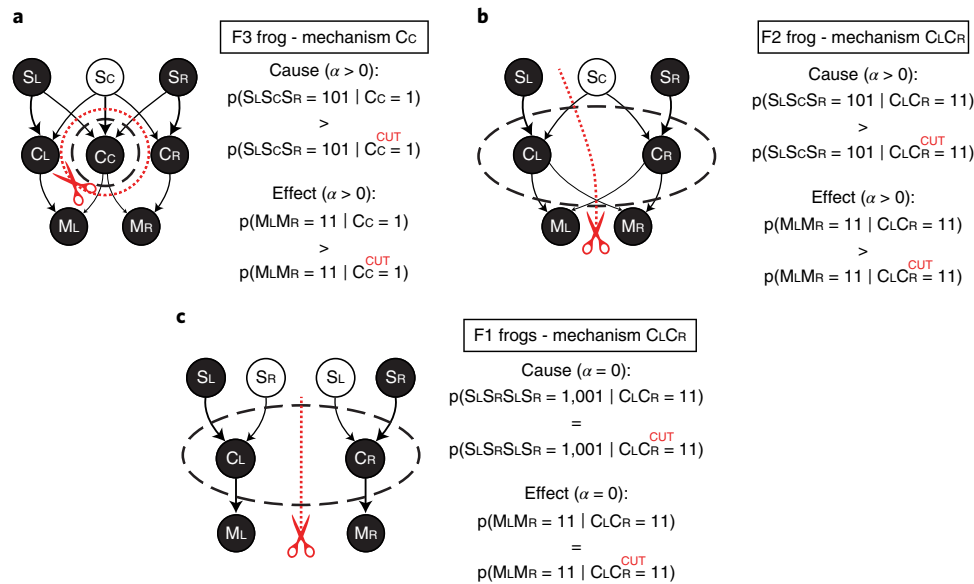 a
F3 frog - mechanism CC
SL SC SR
CL CC CR
ML MR
Cause (α > 0):
p(SLSCSR = 101 | CC = 1)
>
CUT
p(SLSCSR = 101 | CC = 1)
Effect (α > 0):
p(MLMR = 11 | CC = 1)
>
CUT
p(MLMR = 11 | CC = 1)
b
F2 frog - mechanism CLCR
SL SC SR
CL CR
ML MR
Cause (α > 0):
p(SLSCSR = 101 | CLCR = 11)
>
CUT
p(SLSCSR = 101 | CLCR = 11)
Effect (α > 0):
p(MLMR = 11 | CLCR = 11)
>
CUT
p(MLMR = 11 | CLCR = 11)
c
F1 frogs - mechanism CLCR
SL SR SL SR
CL CR
ML MR
Cause (α = 0):
p(SLSRSLSR = 1,001 | CLCR = 11)
=
CUT
p(SLSRSLSR = 1,001 | CLCR = 11)
Effect (α = 0):
p(MLMR = 11 | CLCR = 11)
=
CUT
p(MLMR = 11 | CLCR = 11)